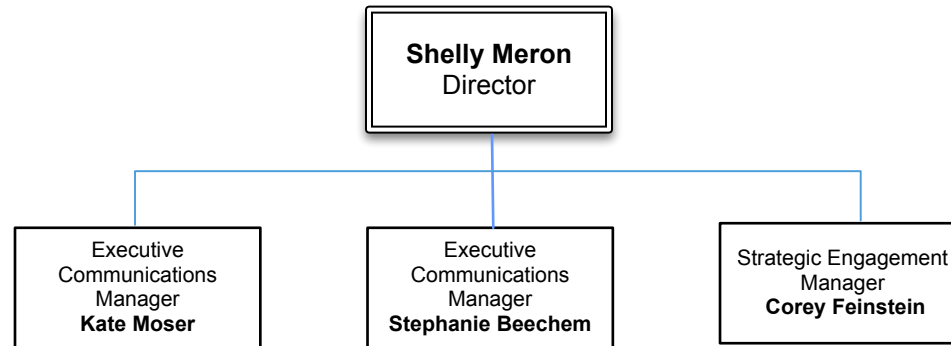 Shelly Meron
Director
Executive
Communications
Manager
Kate Moser
Executive
Communications
Manager
Stephanie Beechem
Strategic Engagement
Manager
Corey Feinstein